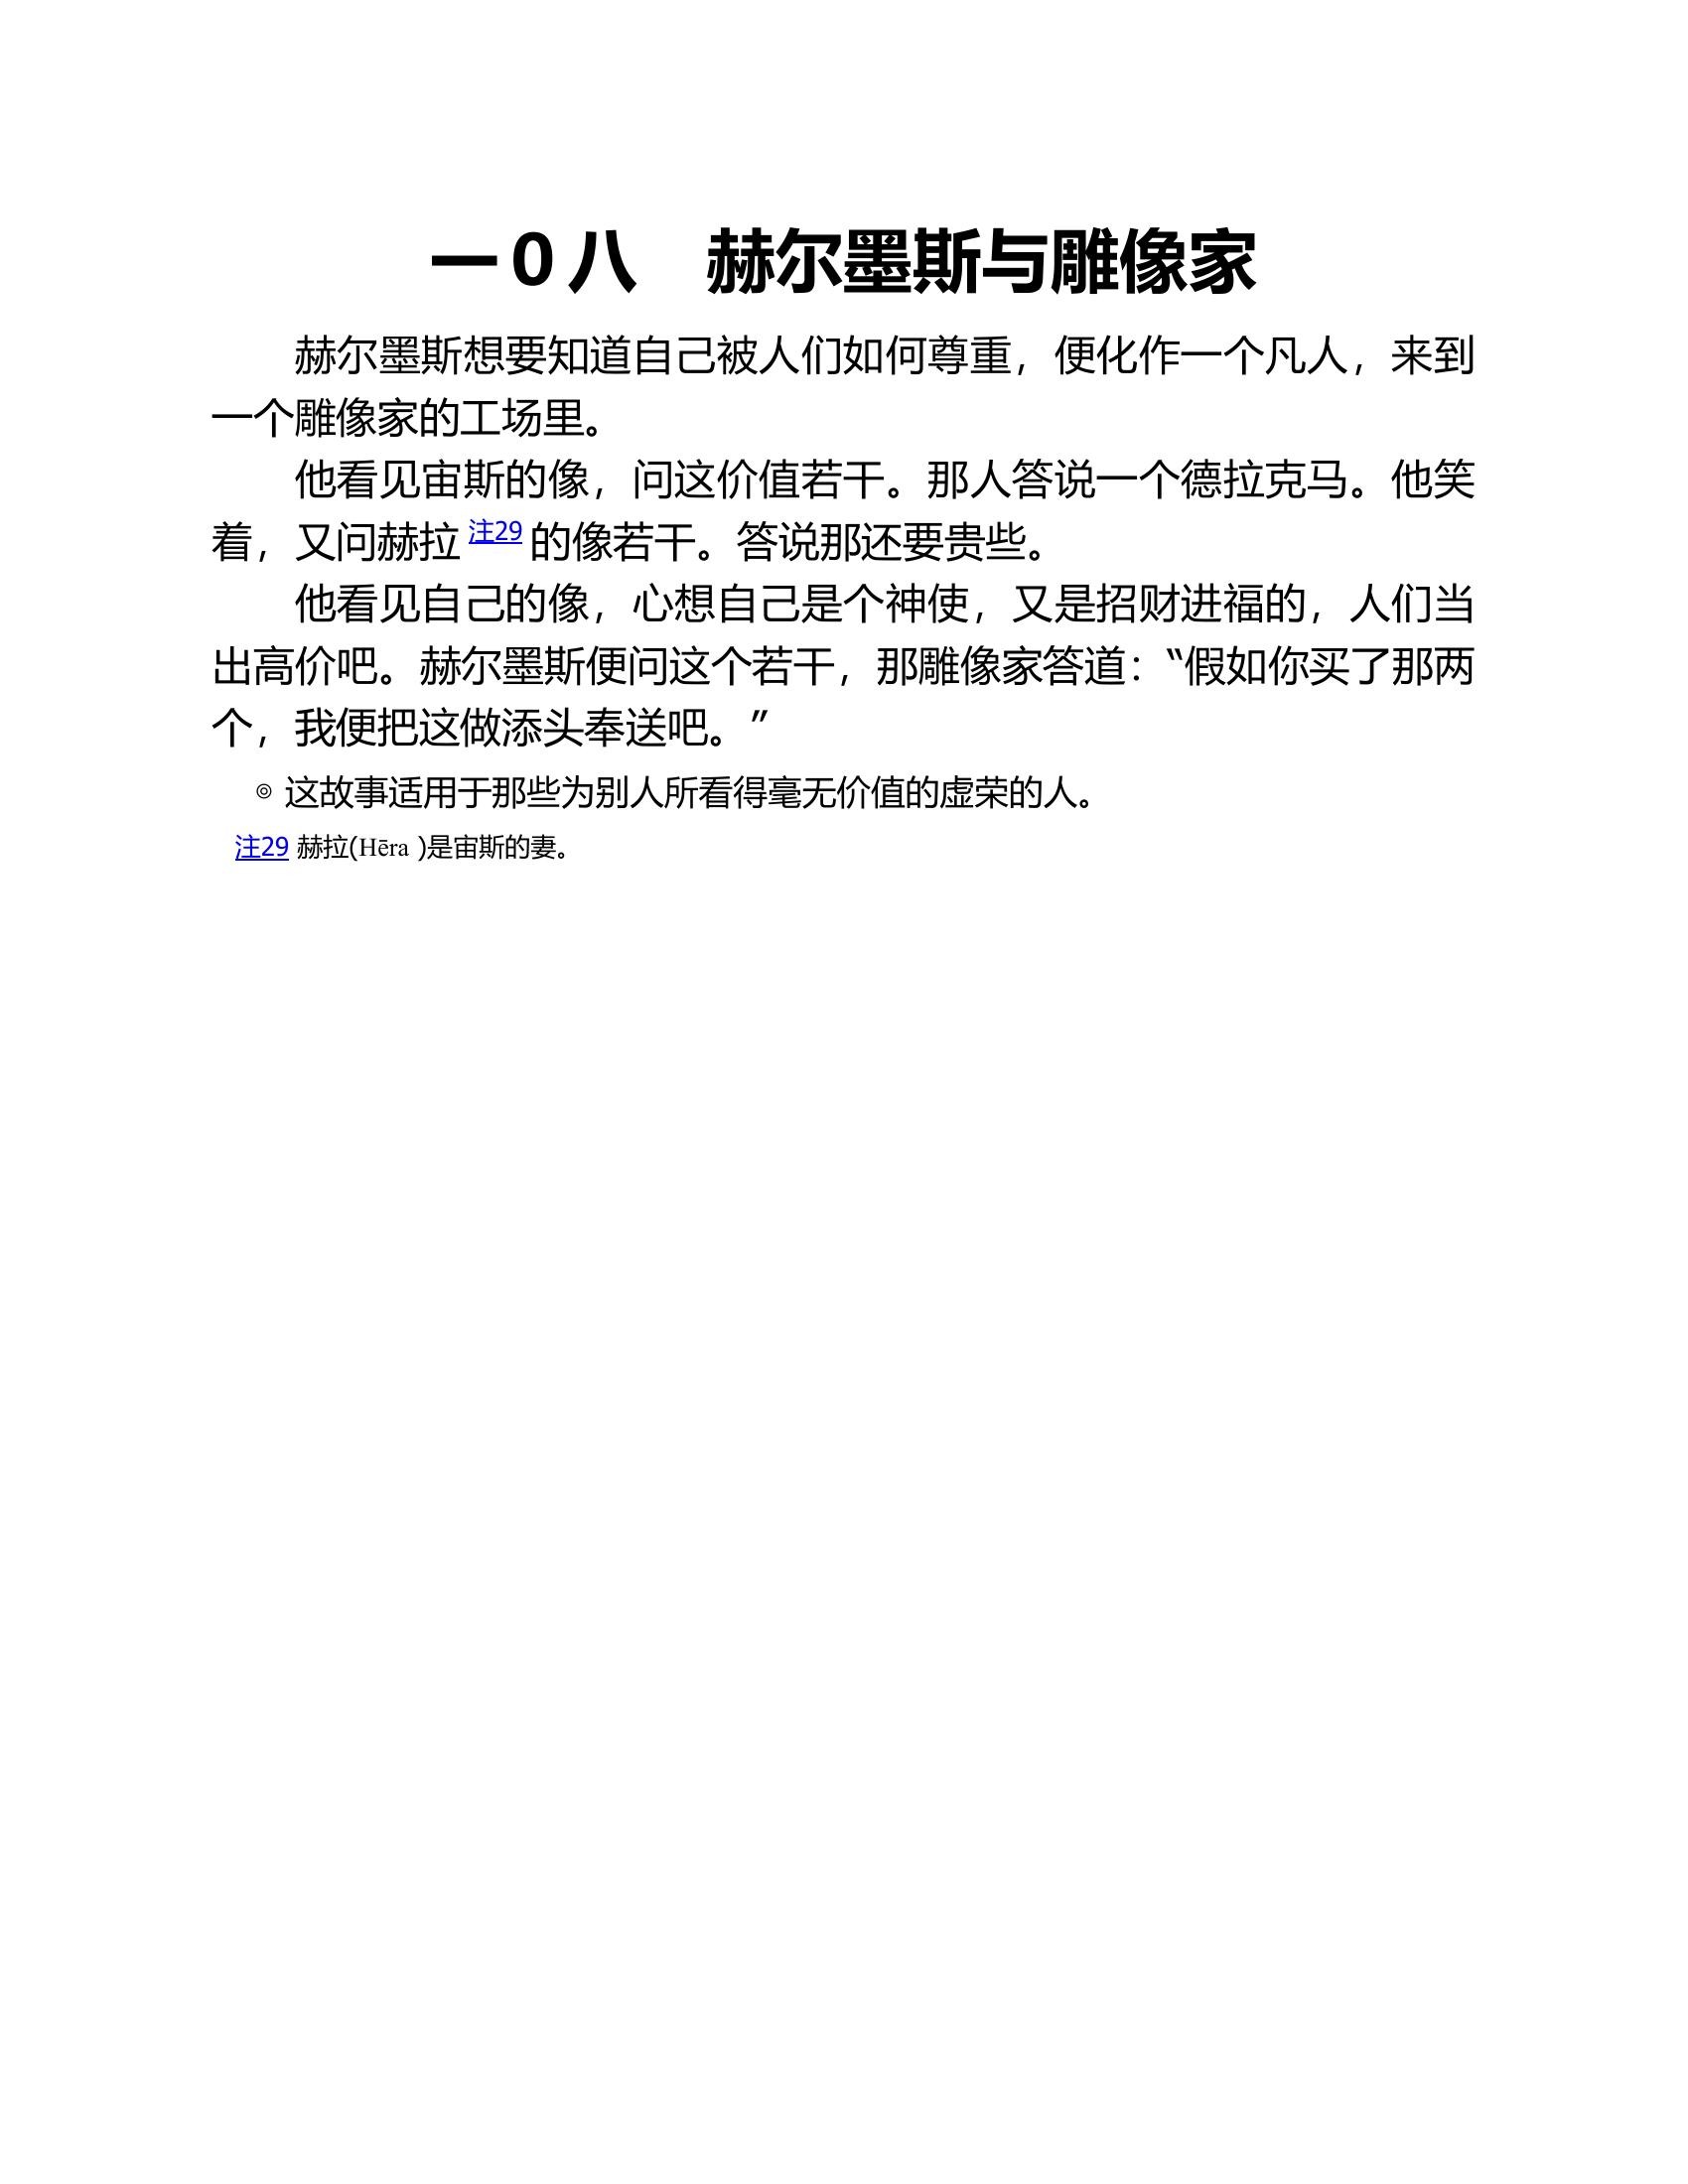 一０八　赫尔墨斯与雕像家
赫尔墨斯想要知道自己被人们如何尊重，便化作一个凡人，来到
一个雕像家的工场里。
他看见宙斯的像，问这价值若干。那人答说一个德拉克马。他笑
着，又问赫拉 注29 的像若干。答说那还要贵些。
他看见自己的像，心想自己是个神使，又是招财进福的，人们当
出高价吧。赫尔墨斯便问这个若干，那雕像家答道：“假如你买了那两
个，我便把这做添头奉送吧。”
⊚ 这故事适用于那些为别人所看得毫无价值的虚荣的人。
注29 赫拉(Hēra )是宙斯的妻。